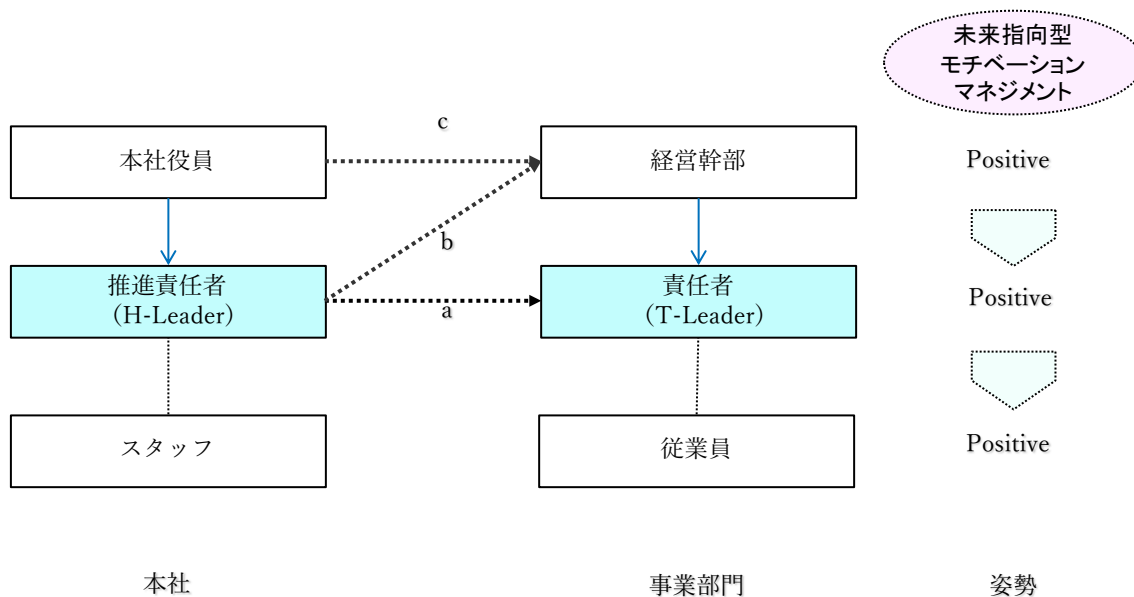 未来指向型
モチベーション
マネジメント
c
本社役員
経営幹部
Positive
b
推進責任者
（H-Leader）
a
責任者
（T-Leader）
Positive
スタッフ
従業員
Positive
本社
事業部門
姿勢